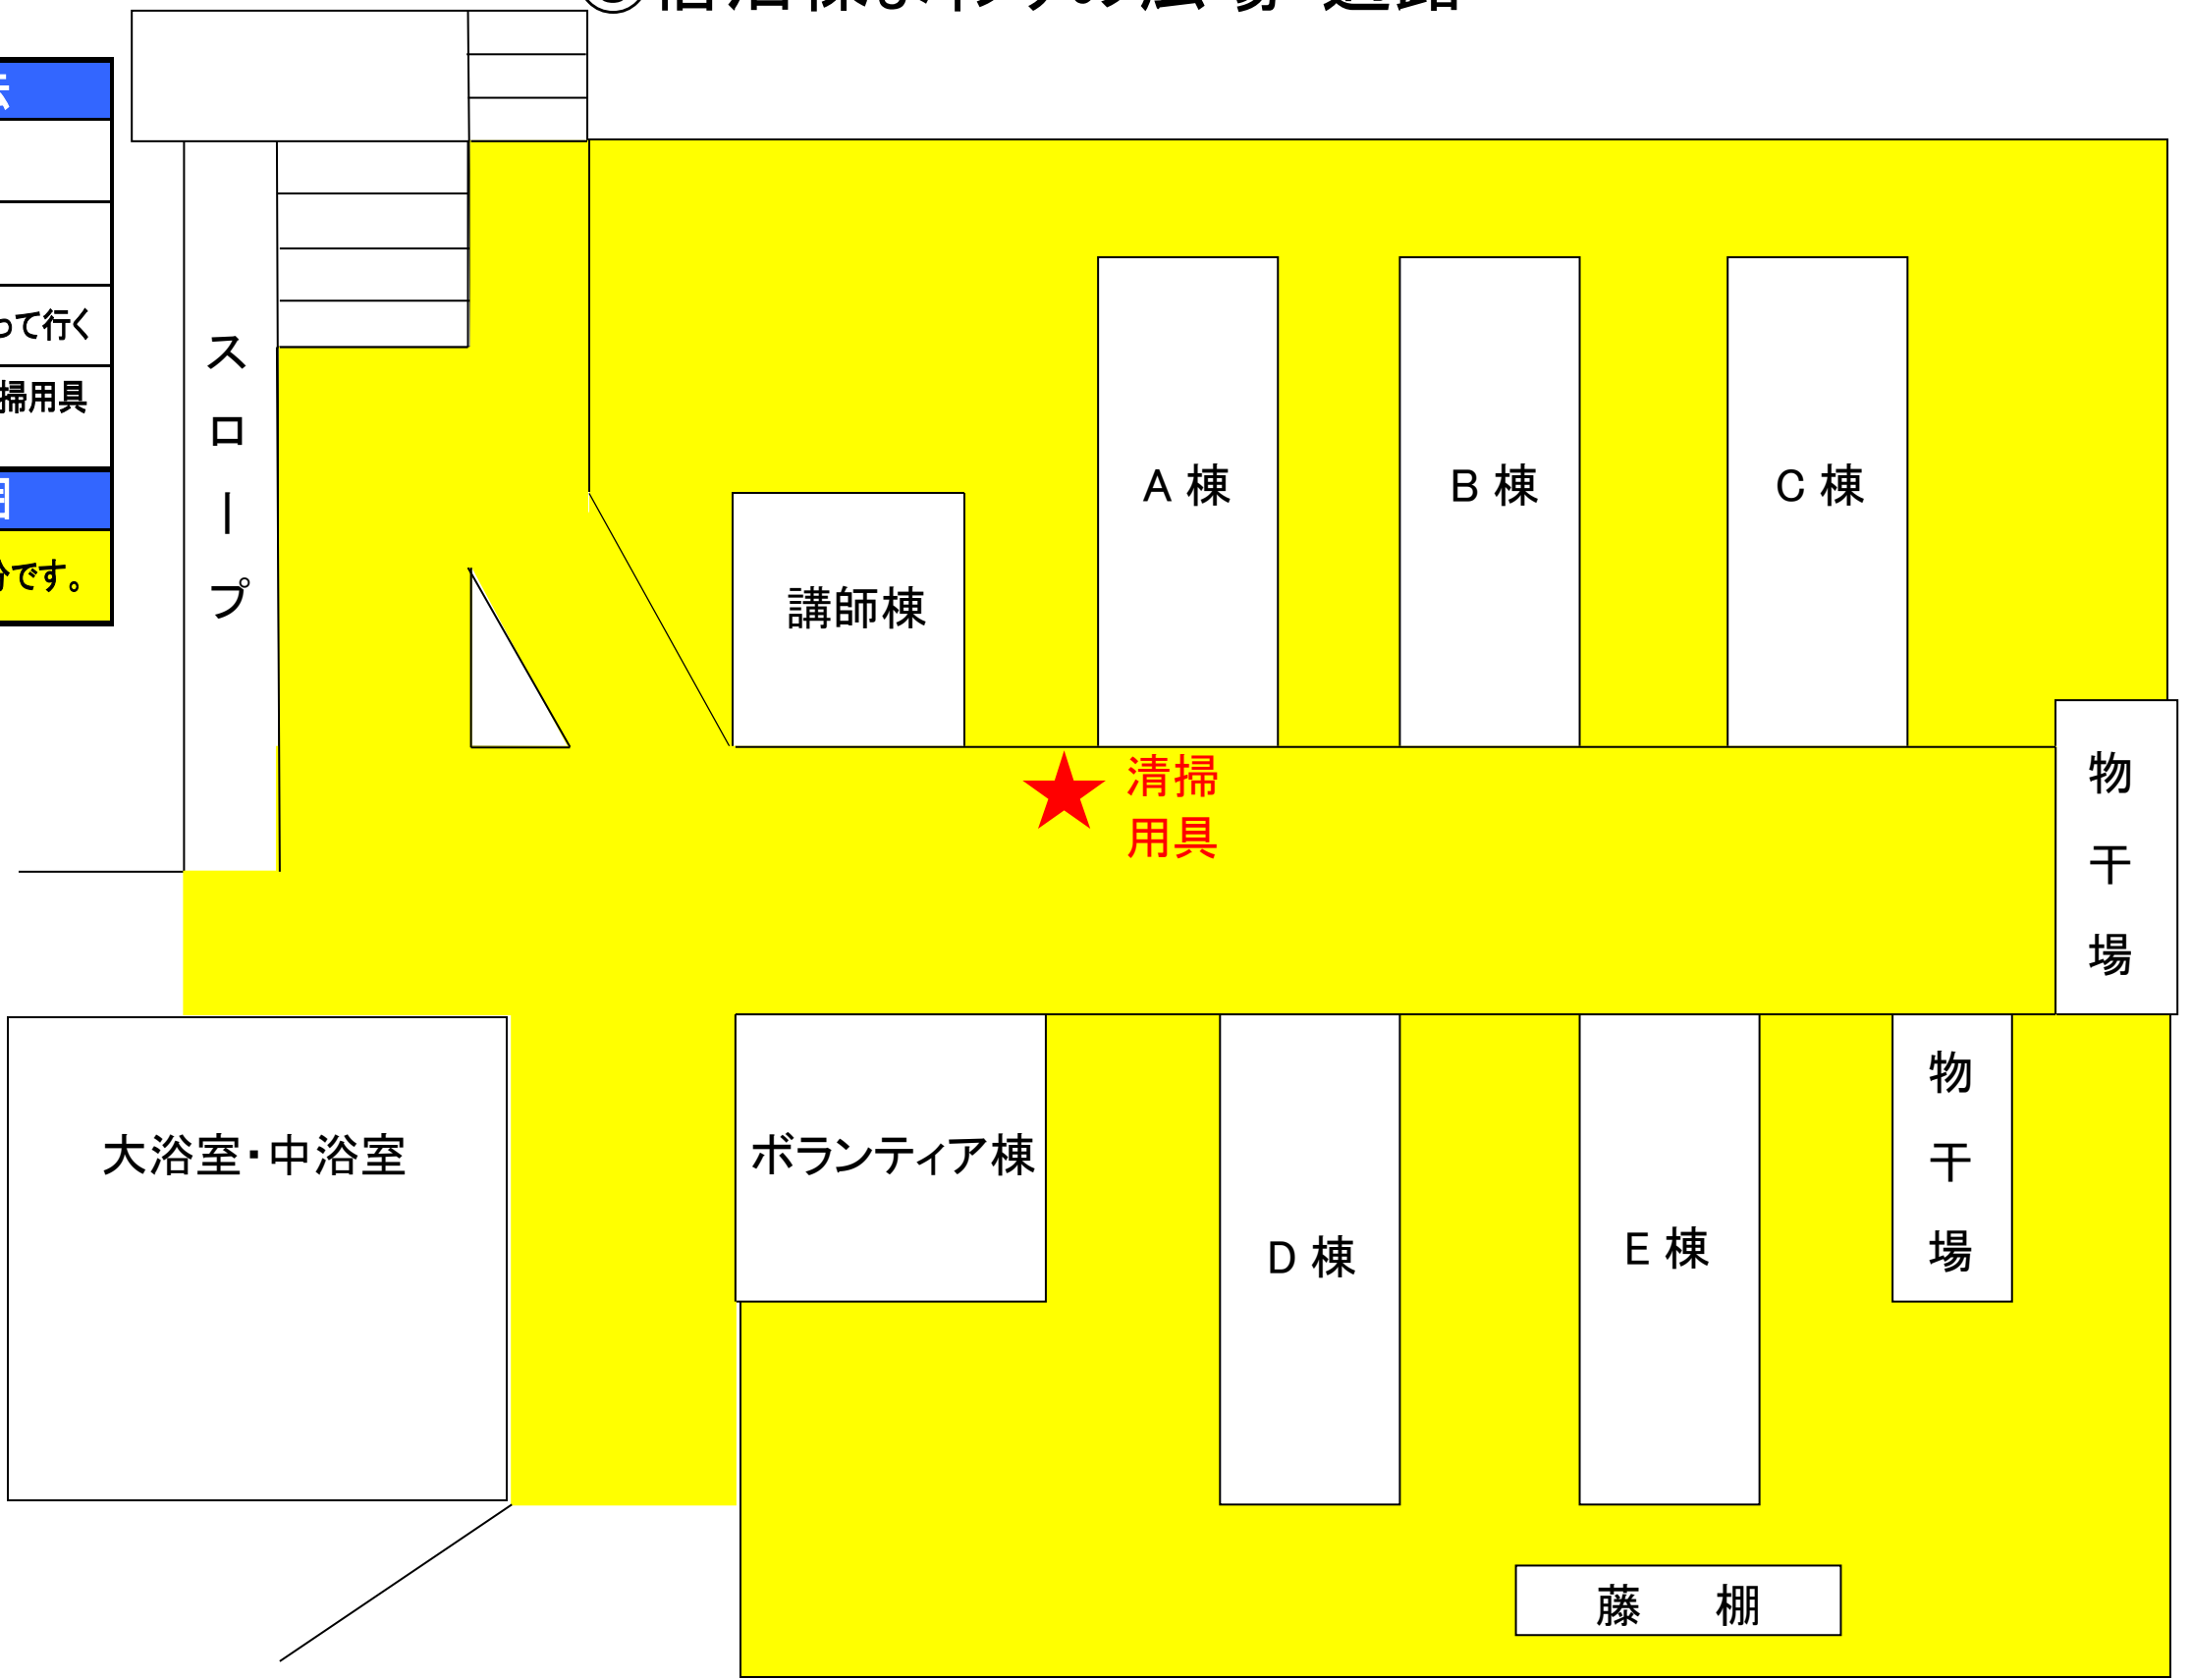 って行く
掃用具
です。
スロープ
A 棟
B 棟
C 棟
講師棟
清掃
用具
物干場
大浴室・中浴室
ボランティア棟
D 棟
E 棟
物干場
藤 棚